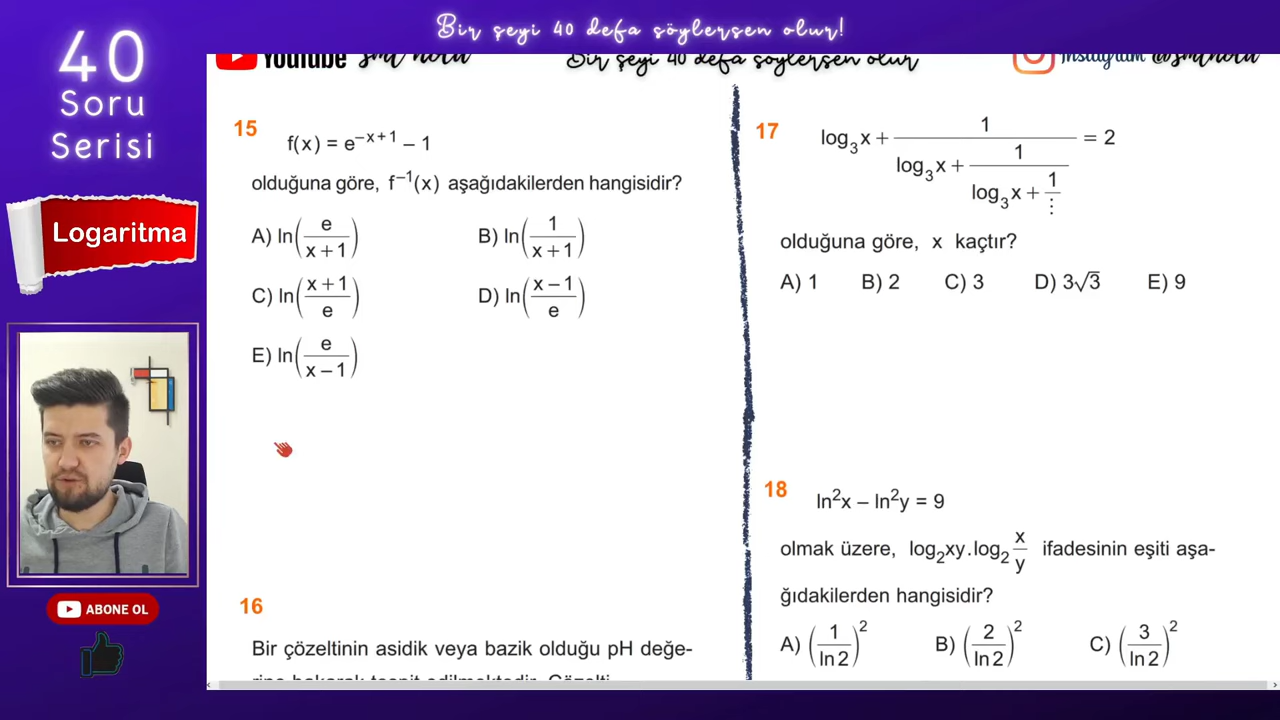 Bir şeyi 40 defa söylersen olur!
40
Soru
Serisi
Logaritma
ABONE OL
YouTube
Bir şeyi 40 defa söylersen olur
Instagram
15
f(x) = e^{–x+1} – 1
olduğuna göre, f^{–1}(x) aşağıdakilerden hangisidir?
A) ln(e/(x+1)) B) ln(1/(x+1))
C) ln((x+1)/e) D) ln((x–1)/e)
E) ln(e/(x–1))
16
Bir çözeltinin asidik veya bazik olduğu pH değe-
17
log₃x + 1/(log₃x + 1/(log₃x + 1/⋮)) = 2
olduğuna göre, x kaçtır?
A) 1 B) 2 C) 3 D) 3√3 E) 9
18
ln²x – ln²y = 9
olmak üzere, log₂xy.log₂ x/y ifadesinin eşiti aşa-
ğıdakilerden hangisidir?
A) (1/ln2)² B) (2/ln2)² C) (3/ln2)²